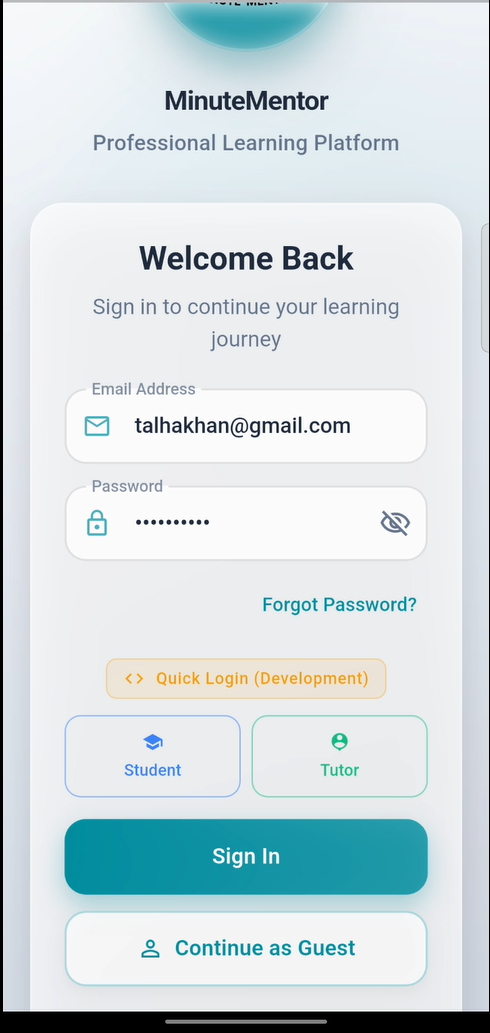 MinuteMentor
Professional Learning Platform
Welcome Back
Sign in to continue your learning
journey
Email Address
talhakhan@gmail.com
Password
••••••••••
Forgot Password?
<> Quick Login (Development)
Student
Tutor
Sign In
Continue as Guest